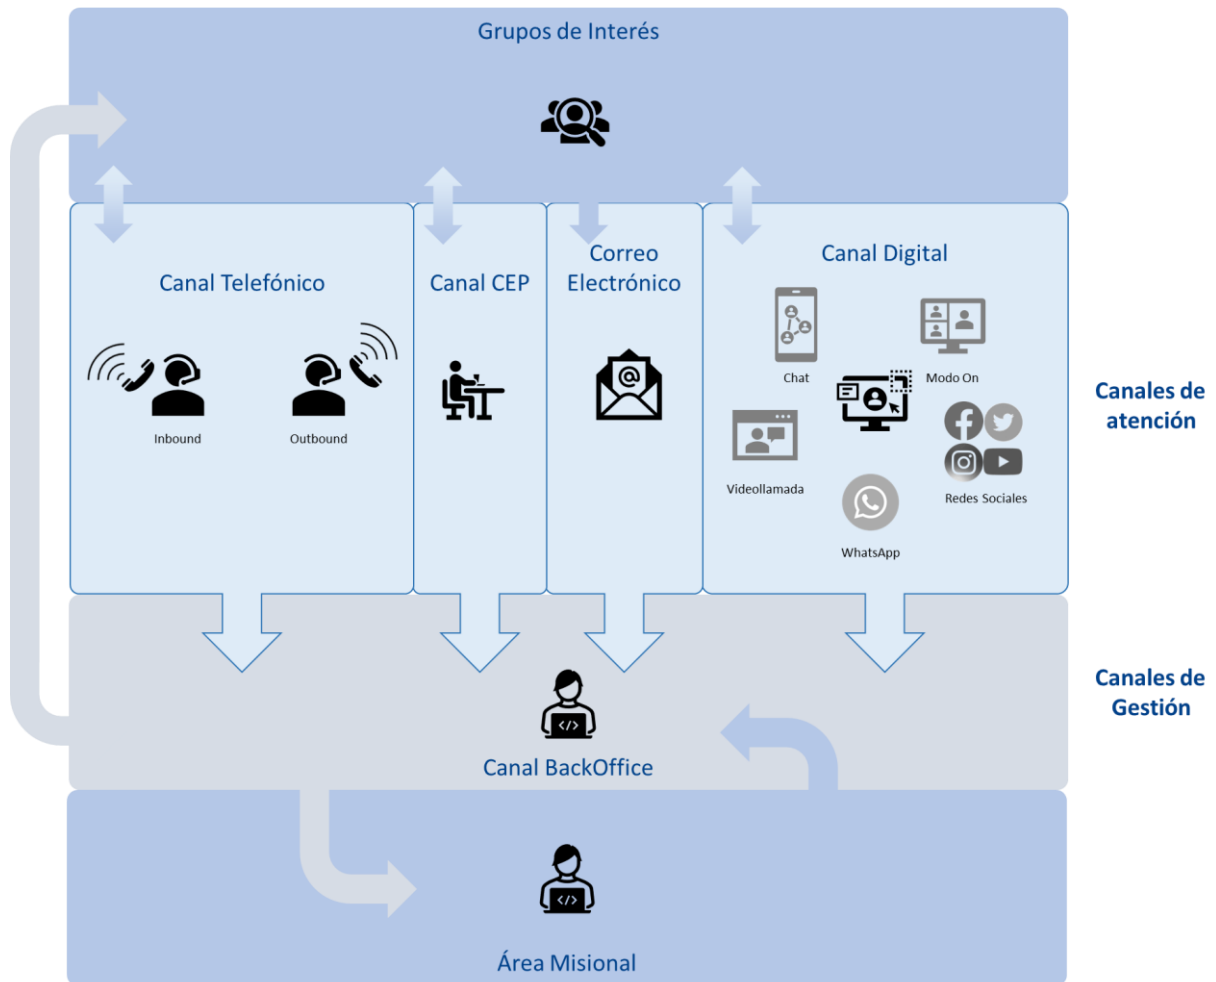 Grupos de Interés
Canal Telefónico
Inbound
Outbound
Canal CEP
Correo
Electrónico
@
Canal Digital
Chat
Modo On
Videollamada
Redes Sociales
WhatsApp
Canales de
atención
</>
Canal BackOffice
Canales de
Gestión
</>
Área Misional